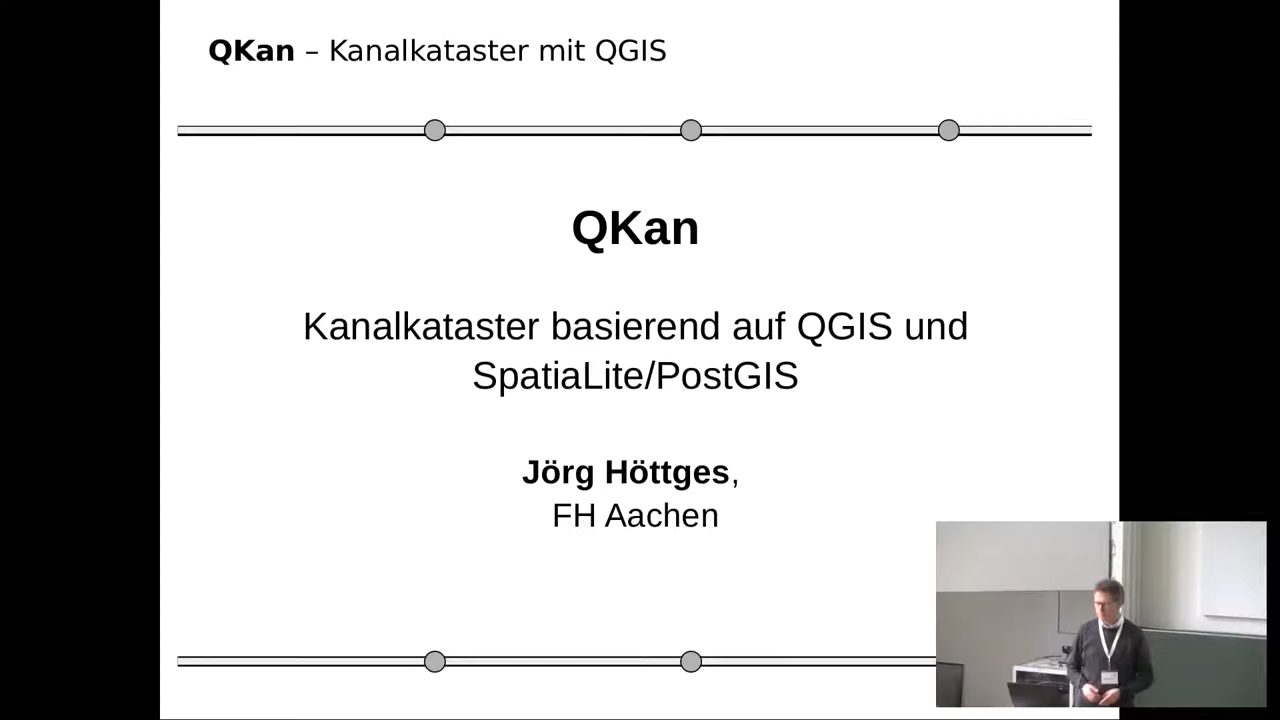 QKan – Kanalkataster mit QGIS
QKan
Kanalkataster basierend auf QGIS und
SpatiaLite/PostGIS
Jörg Höttges,
FH Aachen